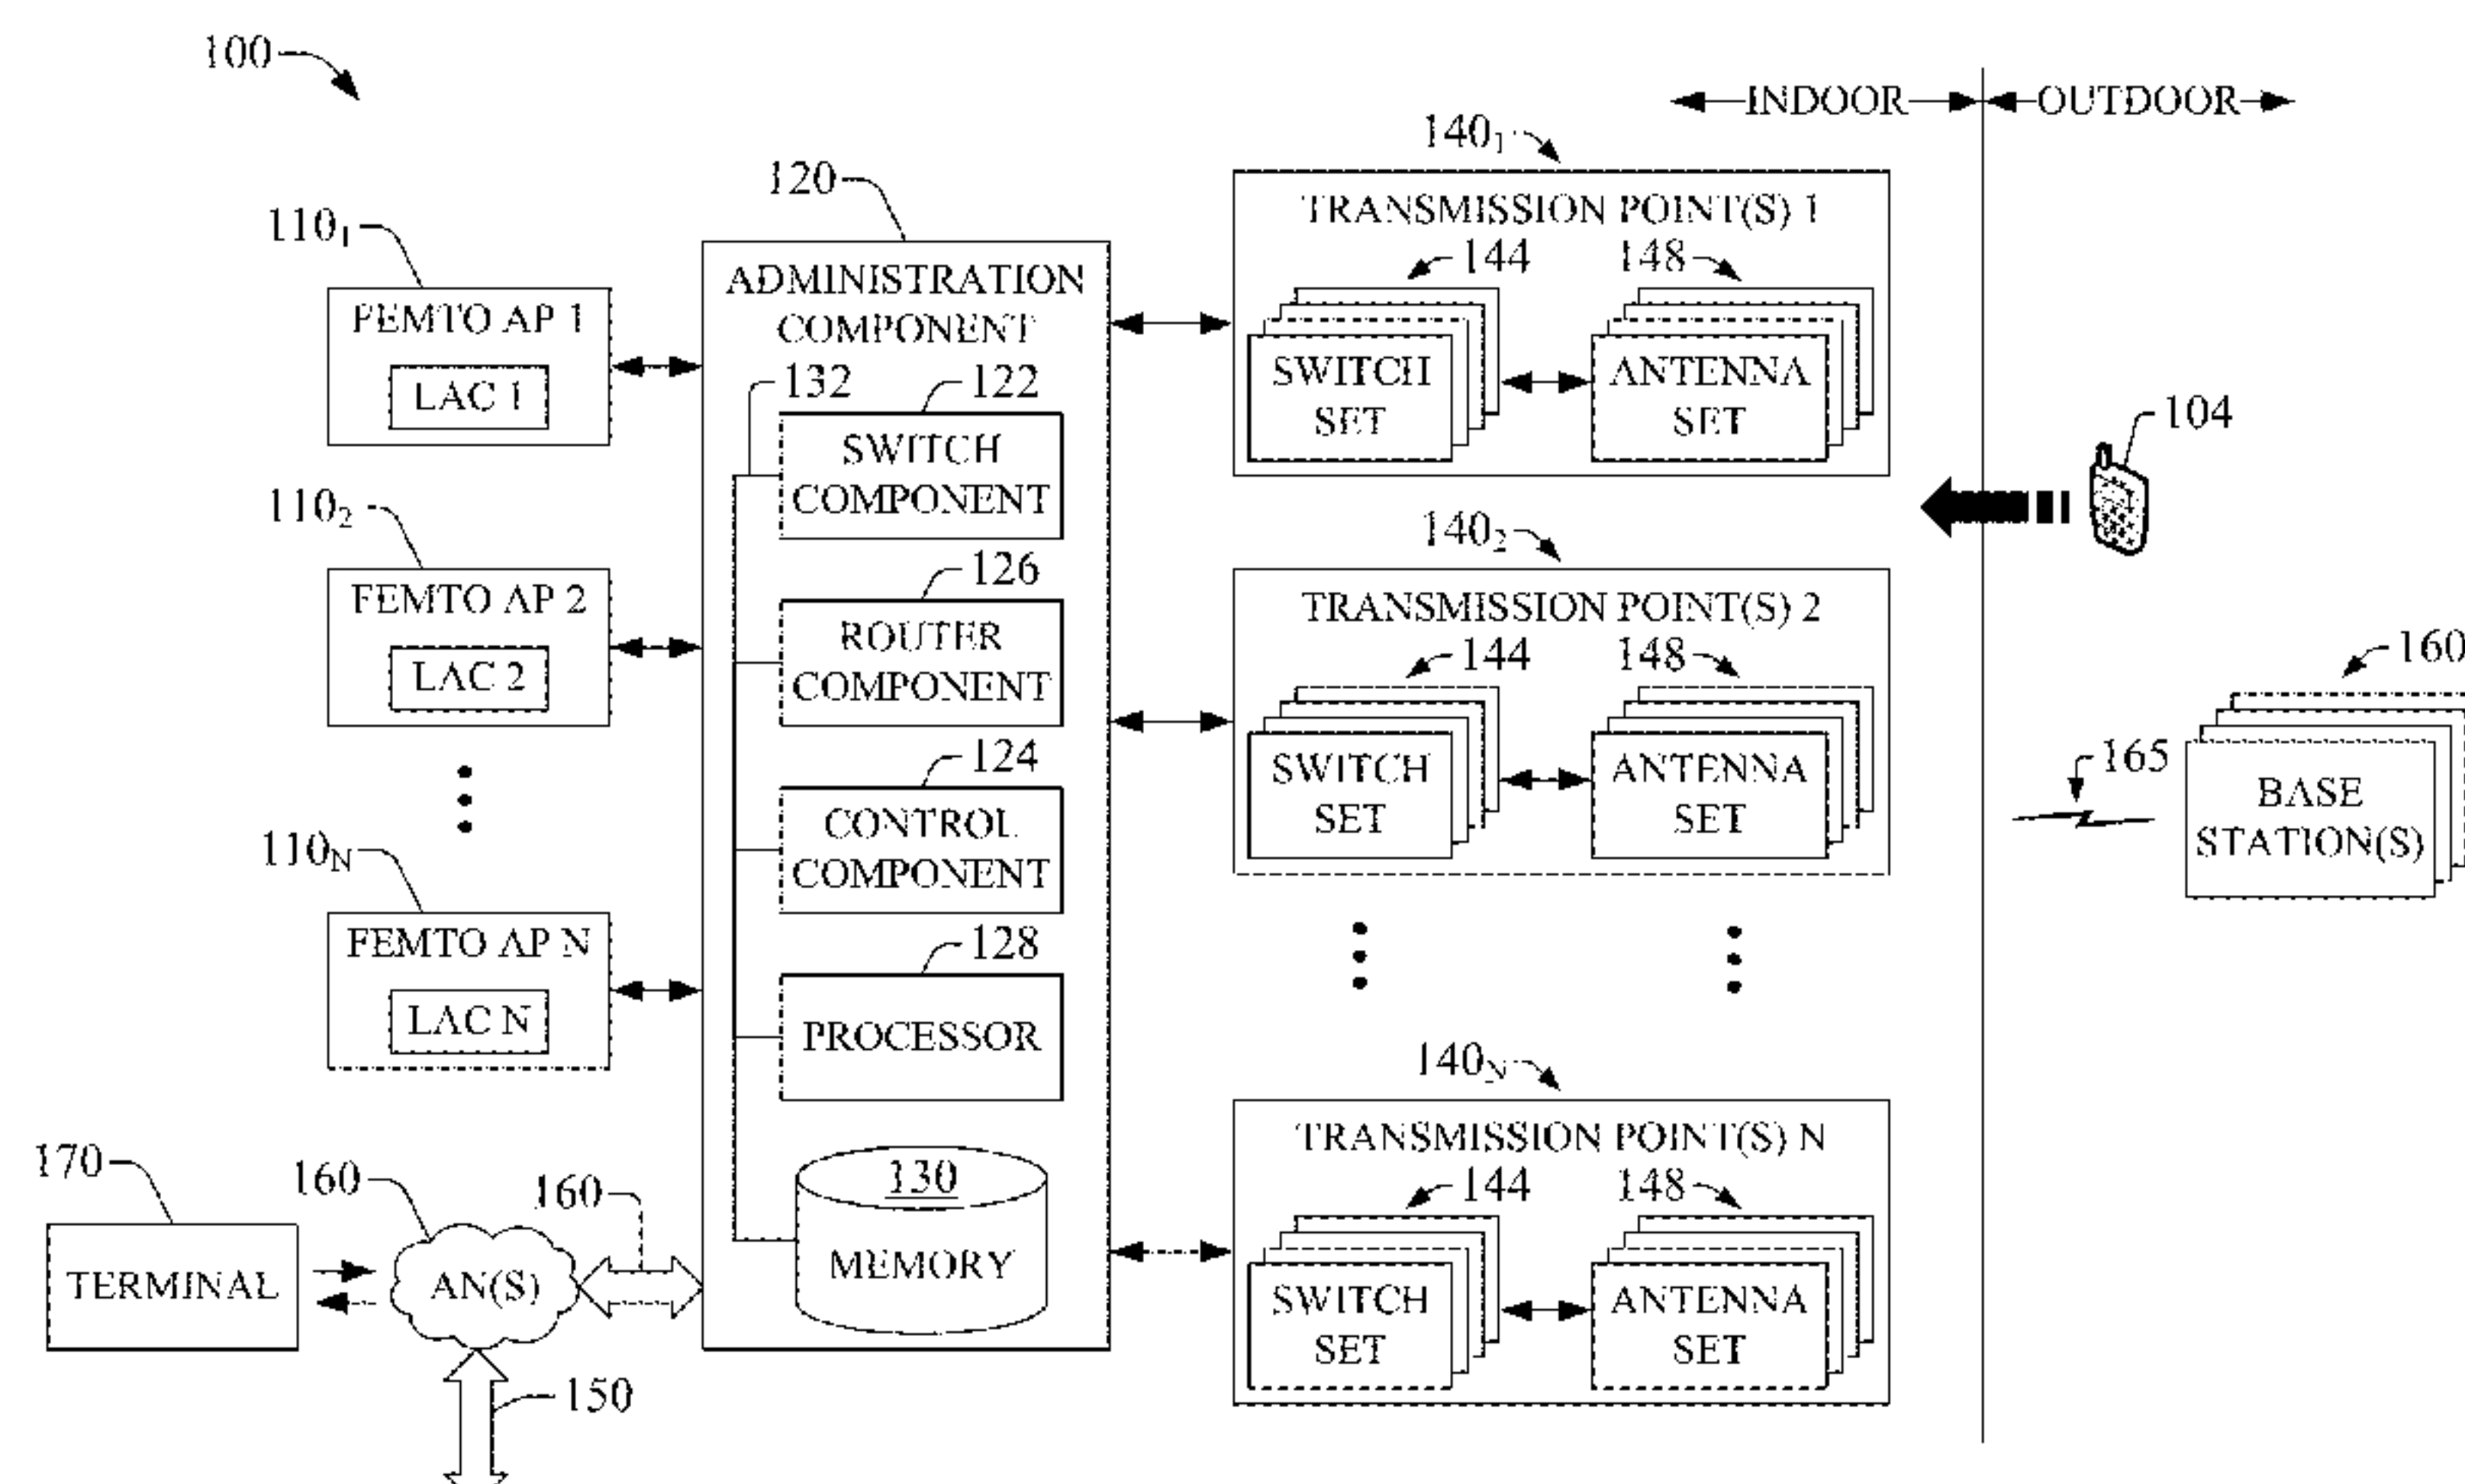 100
INDOOR
OUTDOOR
140₁
120
TRANSMISSION POINT(S) 1
110₁
144
148
ADMINISTRATION
COMPONENT
FEMTO AP 1
LAC 1
132
122
SWITCH
SET
ANTENNA
SET
104
SWITCH
COMPONENT
110₂
140₂
126
FEMTO AP 2
LAC 2
ROUTER
COMPONENT
TRANSMISSION POINT(S) 2
144
148
160
124
SWITCH
SET
ANTENNA
SET
165
BASE
STATION(S)
CONTROL
COMPONENT
110N
FEMTO AP N
LAC N
128
PROCESSOR
140N
TRANSMISSION POINT(S) N
170
160
160
130
MEMORY
144
148
TERMINAL
AN(S)
SWITCH
SET
ANTENNA
SET
150